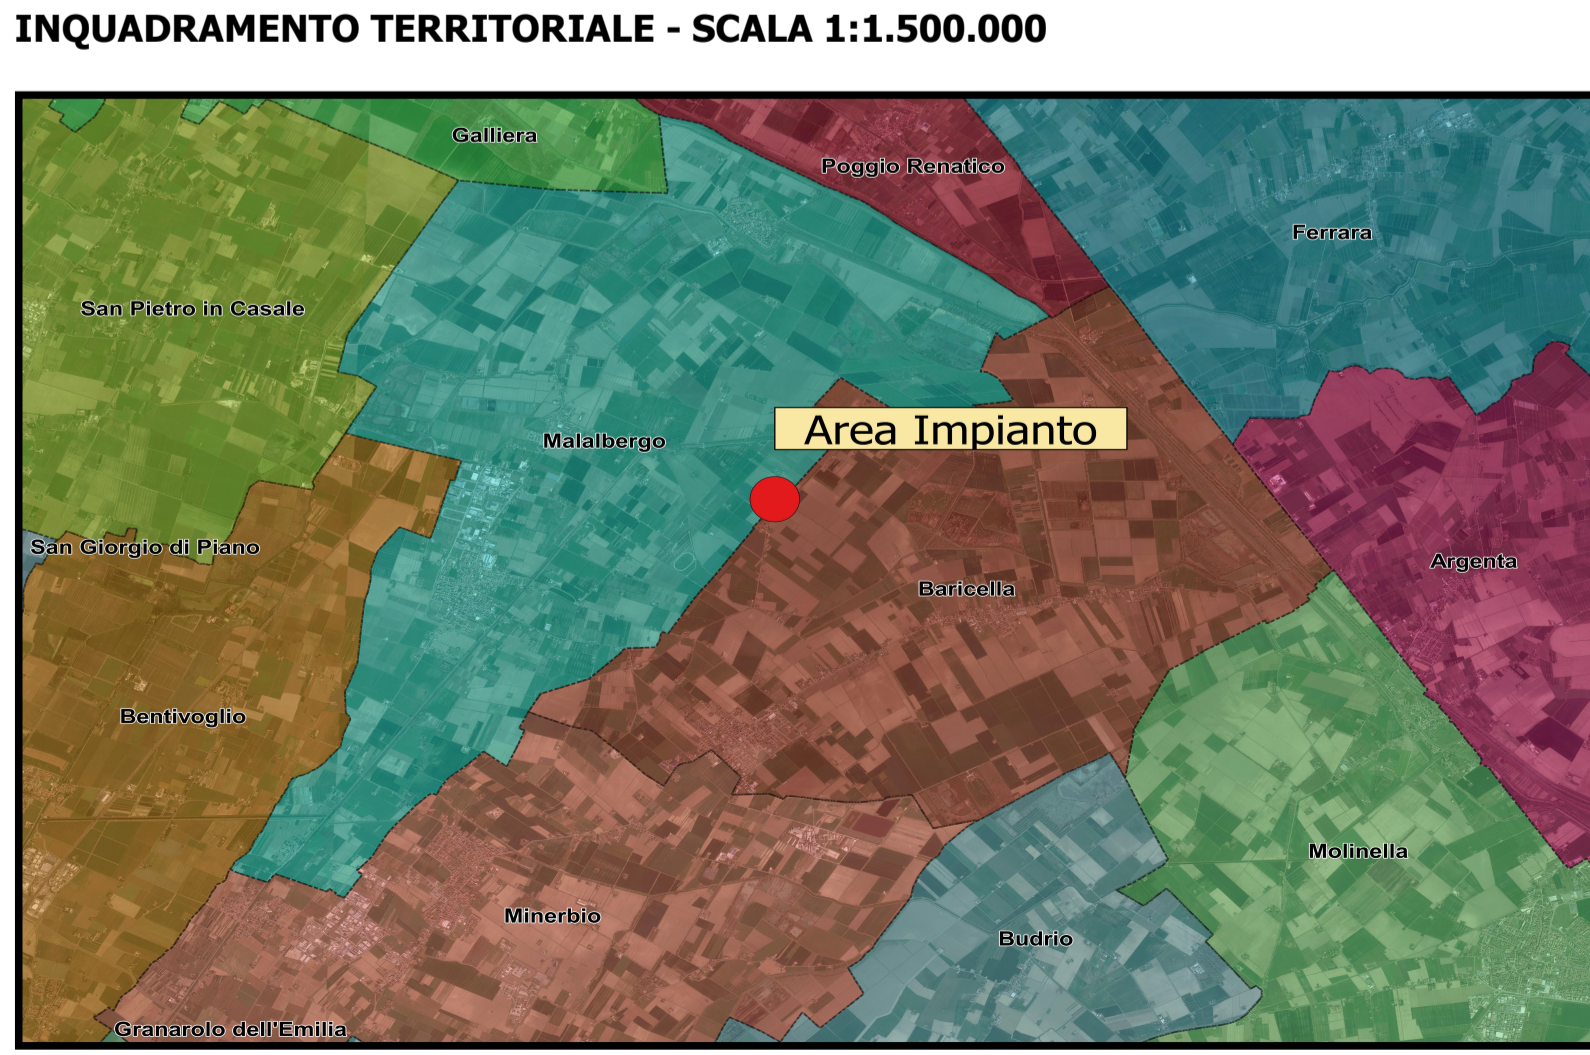 INQUADRAMENTO TERRITORIALE - SCALA 1:1.500.000
Galliera
Poggio Renatico
Ferrara
San Pietro in Casale
Area Impianto
Malalbergo
San Giorgio di Piano
Argenta
Baricella
Bentivoglio
Molinella
Minerbio
Budrio
Granarolo dell'Emilia